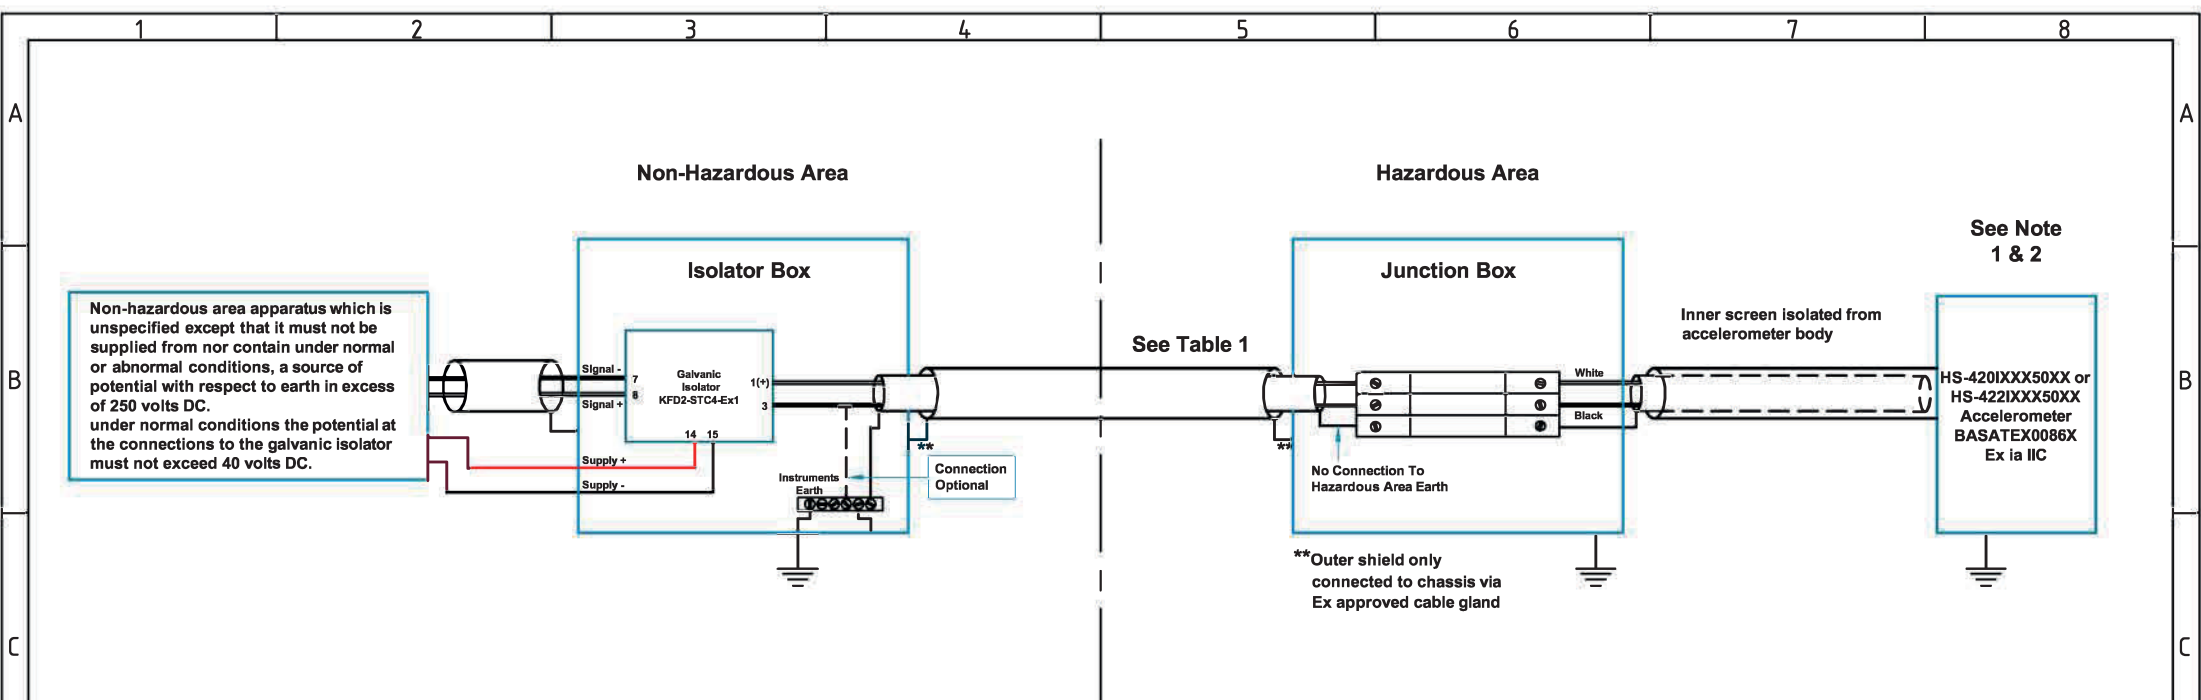 1 2 3 4 5 6 7 8
A
A
Non-Hazardous Area
Hazardous Area
See Note
1 & 2
Isolator Box
Junction Box
Non-hazardous area apparatus which is
unspecified except that it must not be
supplied from nor contain under normal
or abnormal conditions, a source of
potential with respect to earth in excess
of 250 volts DC.
under normal conditions the potential at
the connections to the galvanic isolator
must not exceed 40 volts DC.
Signal -
Signal +
7
8
Galvanic
Isolator
KFD2-STC4-Ex1
1(+)
3
14 15
Supply +
Supply -
Instruments
Earth
**
Connection
Optional
See Table 1
**
White
Black
No Connection To
Hazardous Area Earth
Inner screen isolated from
accelerometer body
HS-420IXXX50XX or
HS-422IXXX50XX
Accelerometer
BASATEX0086X
Ex ia IIC
B
B
**Outer shield only
connected to chassis via
Ex approved cable gland
C
C